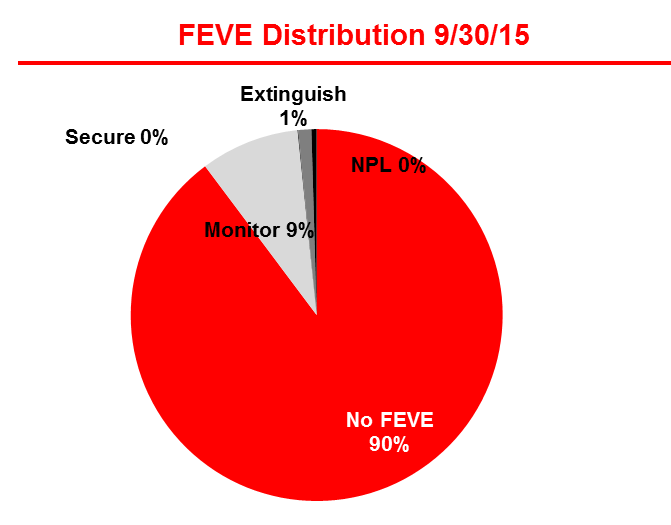 FEVE Distribution 9/30/15
Extinguish
1%
Secure 0%
NPL 0%
Monitor 9%
No FEVE
90%